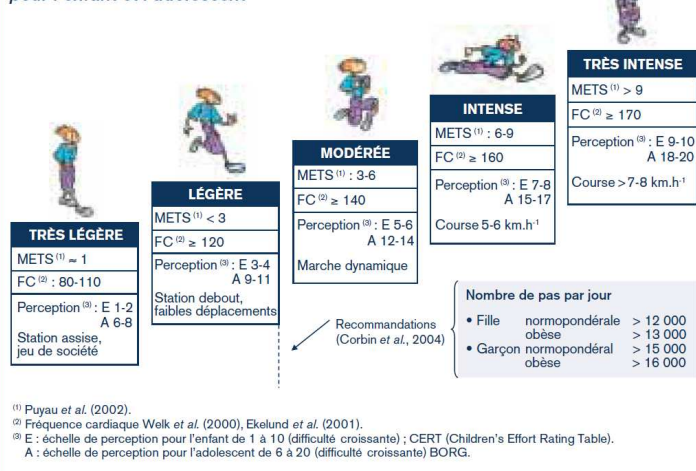 pour l'enfant et l'adolescent
TRÈS LÉGÈRE
METS (1) ≈ 1
FC (2) : 80-110
Perception (3) : E 1-2
A 6-8
Station assise,
jeu de société
LÉGÈRE
METS (1) < 3
FC (2) ≥ 120
Perception (3) : E 3-4
A 9-11
Station debout,
faibles déplacements
MODÉRÉE
METS (1) : 3-6
FC (2) ≥ 140
Perception (3) : E 5-6
A 12-14
Marche dynamique
INTENSE
METS (1) : 6-9
FC (2) ≥ 160
Perception (3) : E 7-8
A 15-17
Course 5-6 km.h-1
TRÈS INTENSE
METS (1) > 9
FC (2) ≥ 170
Perception (3) : E 9-10
A 18-20
Course > 7-8 km.h-1
Recommandations
(Corbin et al., 2004)
Nombre de pas par jour
• Fille normopondérale > 12 000
obèse > 13 000
• Garçon normopondéral > 15 000
obèse > 16 000
(1) Puyau et al. (2002).
(2) Fréquence cardiaque Welk et al. (2000), Ekelund et al. (2001).
(3) E : échelle de perception pour l'enfant de 1 à 10 (difficulté croissante) ; CERT (Children's Effort Rating Table).
A : échelle de perception pour l'adolescent de 6 à 20 (difficulté croissante) BORG.